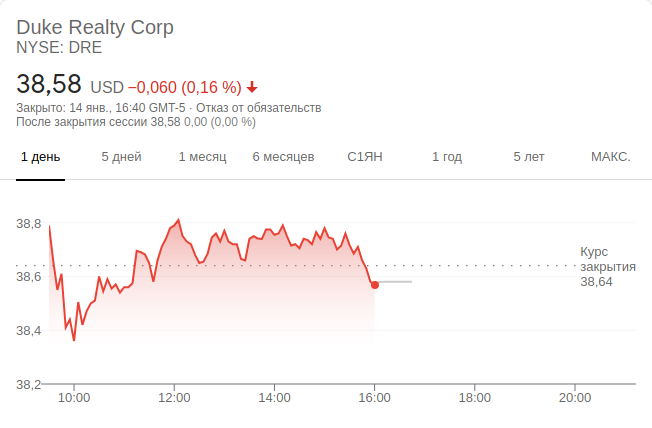 Duke Realty Corp
NYSE: DRE
38,58 USD −0,060 (0,16 %)
Закрыто: 14 янв., 16:40 GMT-5 · Отказ от обязательств
После закрытия сессии 38,58 0,00 (0,00 %)
1 день 5 дней 1 месяц 6 месяцев С1ЯН 1 год 5 лет МАКС.
38,8
Курс
закрытия
38,6
38,64
38,4
38,2
10:00 12:00 14:00 16:00 18:00 20:00